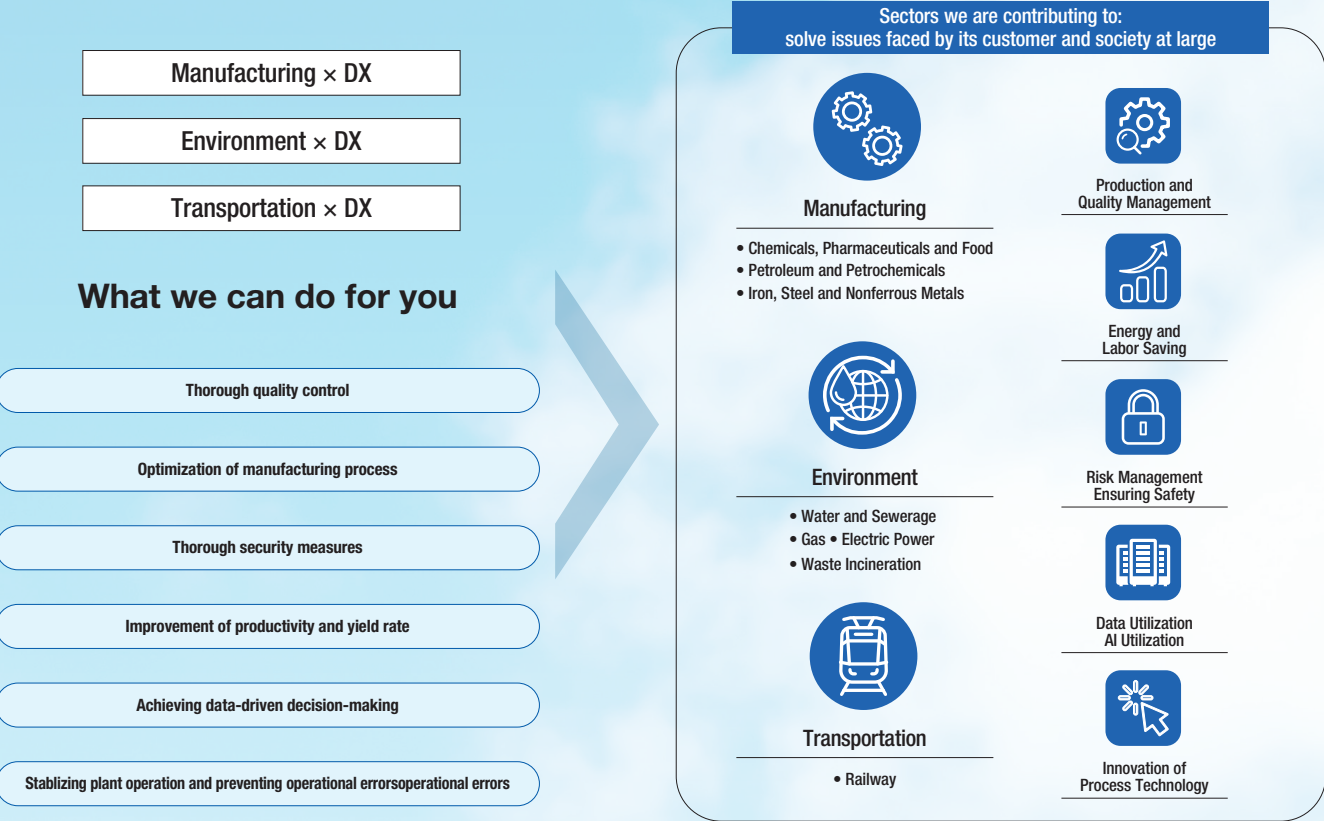 Manufacturing × DX
Environment × DX
Transportation × DX
What we can do for you
Thorough quality control
Optimization of manufacturing process
Thorough security measures
Improvement of productivity and yield rate
Achieving data-driven decision-making
Stablizing plant operation and preventing operational errorsoperational errors
Sectors we are contributing to:
solve issues faced by its customer and society at large
Manufacturing
• Chemicals, Pharmaceuticals and Food
• Petroleum and Petrochemicals
• Iron, Steel and Nonferrous Metals
Environment
• Water and Sewerage
• Gas • Electric Power
• Waste Incineration
Transportation
• Railway
Production and
Quality Management
Energy and
Labor Saving
Risk Management
Ensuring Safety
Data Utilization
AI Utilization
Innovation of
Process Technology